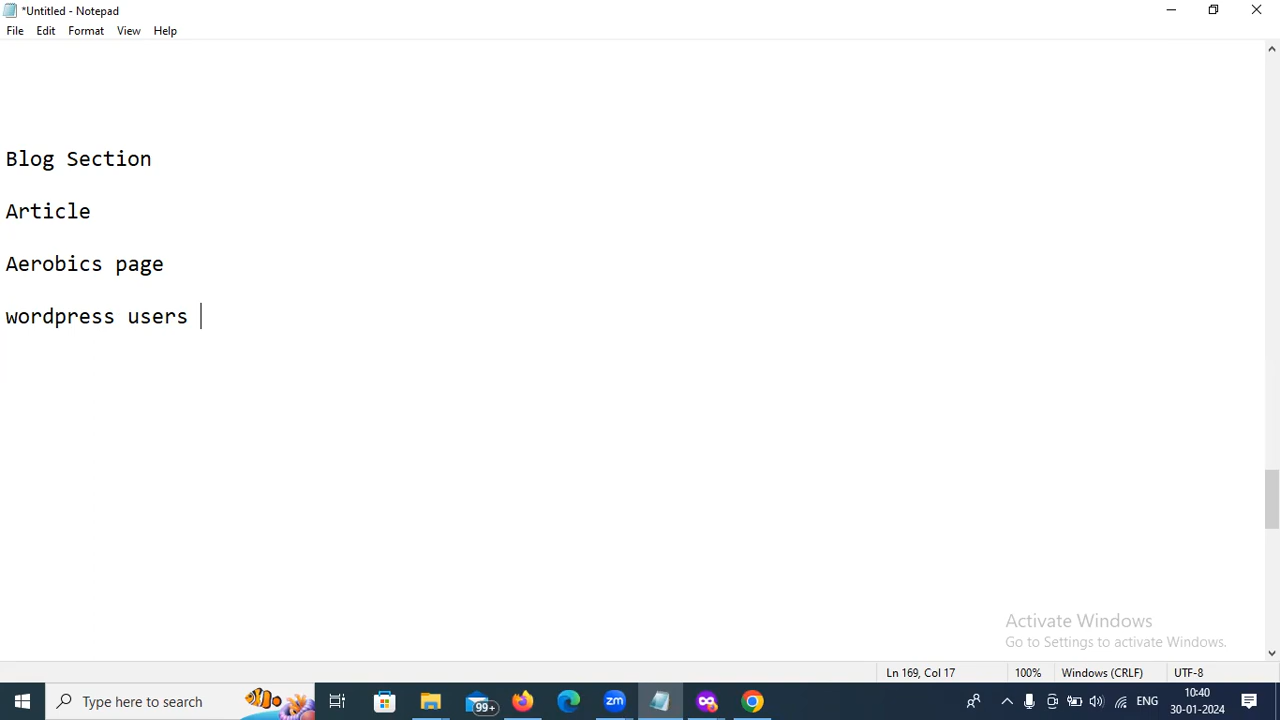 *Untitled - Notepad
File Edit Format View Help
Blog Section
Article
Aerobics page
wordpress users
Activate Windows
Go to Settings to activate Windows.
Ln 169, Col 17 100% Windows (CRLF) UTF-8
Type here to search 99+ zm ENG 10:40
30-01-2024